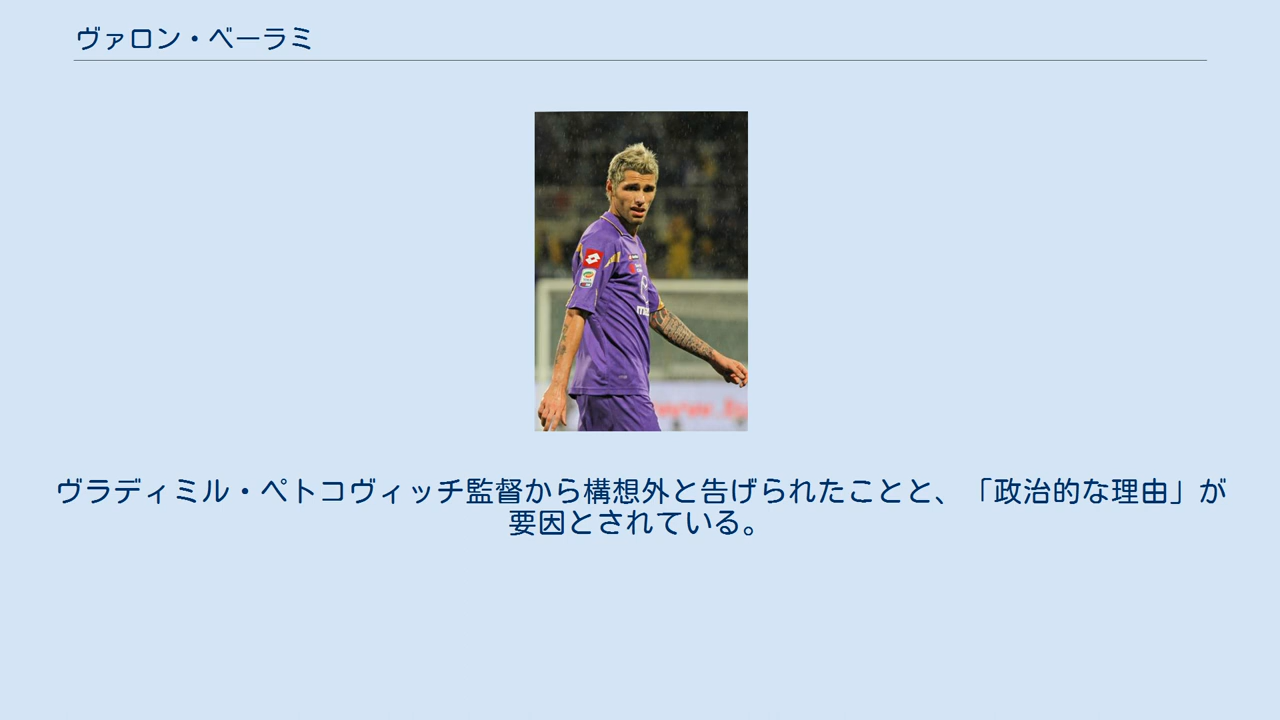 ヴァロン・ベーラミ
ヴラディミル・ペトコヴィッチ監督から構想外と告げられたことと、「政治的な理由」が
要因とされている。